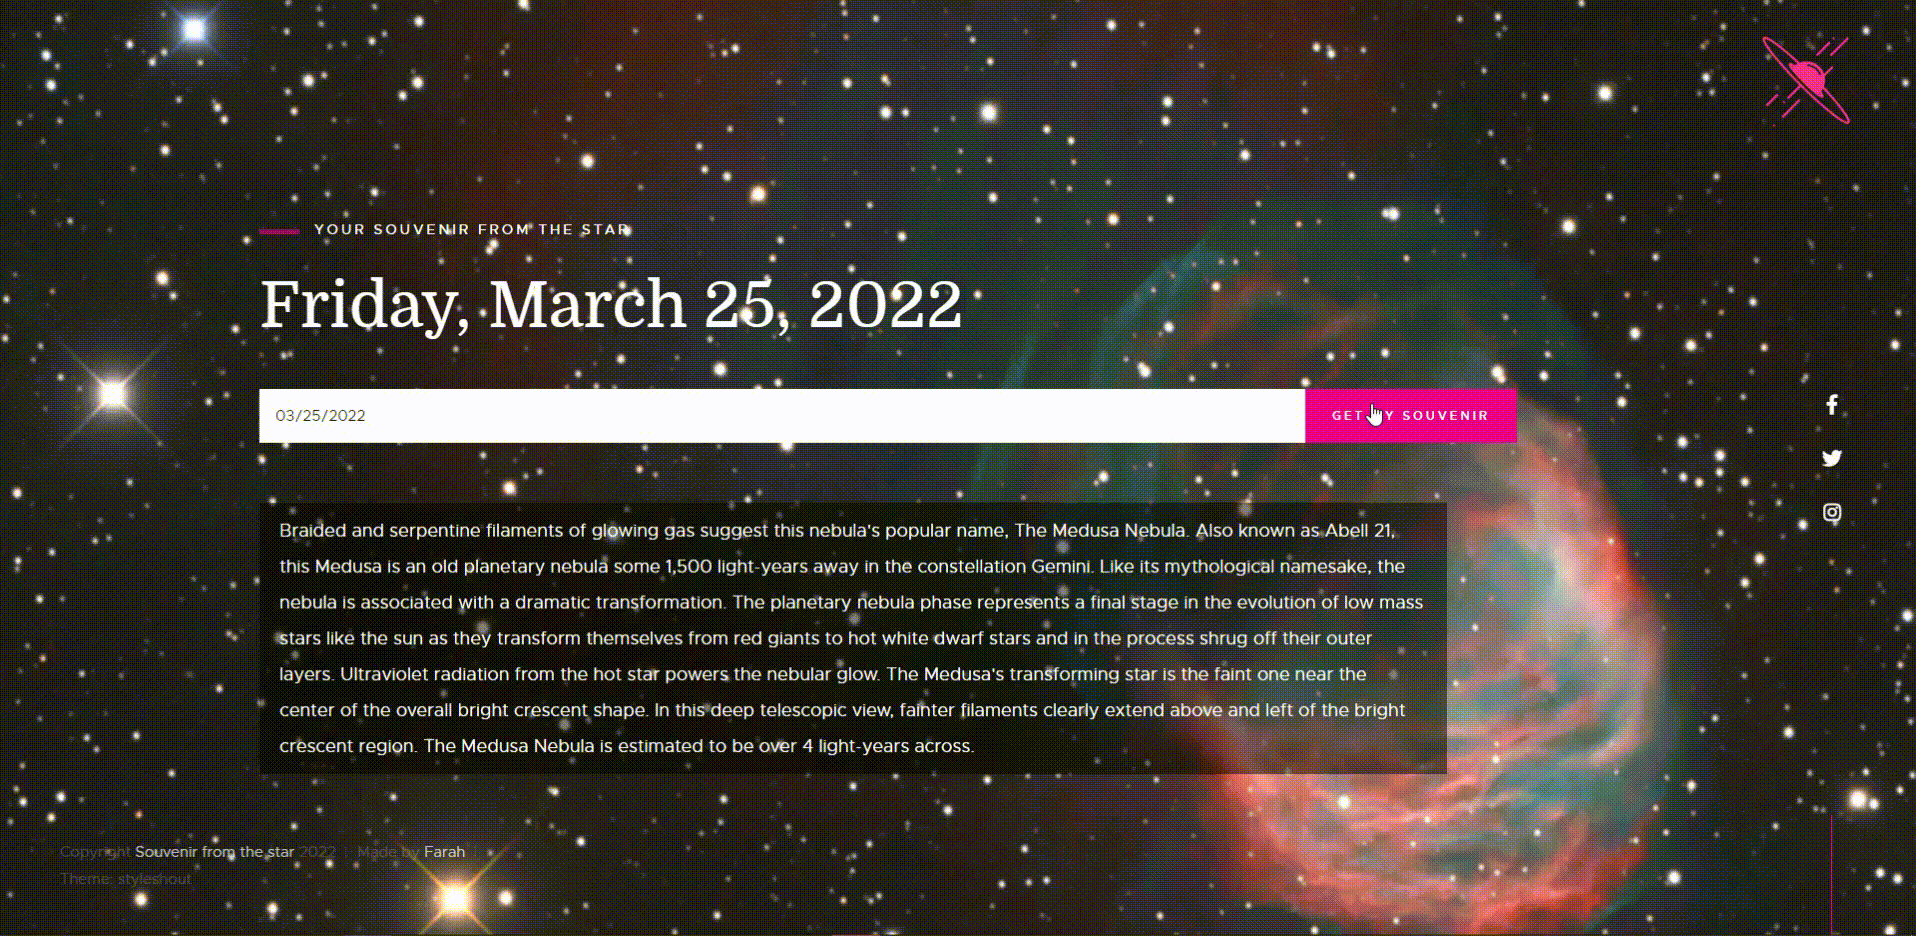 YOUR SOUVENIR FROM THE STAR
Friday, March 25, 2022
03/25/2022
GET MY SOUVENIR
Braided and serpentine filaments of glowing gas suggest this nebula's popular name, The Medusa Nebula. Also known as Abell 21,
this Medusa is an old planetary nebula some 1,500 light-years away in the constellation Gemini. Like its mythological namesake, the
nebula is associated with a dramatic transformation. The planetary nebula phase represents a final stage in the evolution of low mass
stars like the sun as they transform themselves from red giants to hot white dwarf stars and in the process shrug off their outer
layers. Ultraviolet radiation from the hot star powers the nebular glow. The Medusa's transforming star is the faint one near the
center of the overall bright crescent shape. In this deep telescopic view, fainter filaments clearly extend above and left of the bright
crescent region. The Medusa Nebula is estimated to be over 4 light-years across.
Copyright Souvenir from the star 2022 | Made by Farah
Theme: styleshout